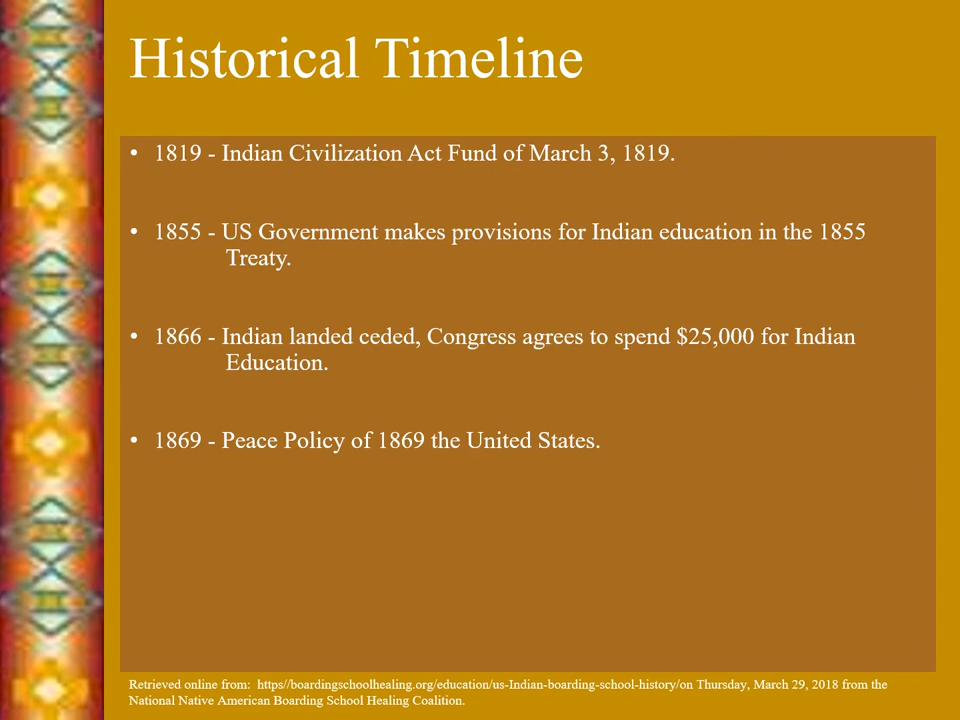 Historical Timeline
• 1819 - Indian Civilization Act Fund of March 3, 1819.
• 1855 - US Government makes provisions for Indian education in the 1855
Treaty.
• 1866 - Indian landed ceded, Congress agrees to spend $25,000 for Indian
Education.
• 1869 - Peace Policy of 1869 the United States.
Retrieved online from:  https//boardingschoolhealing.org/education/us-Indian-boarding-school-history/on Thursday, March 29, 2018 from the
National Native American Boarding School Healing Coalition.